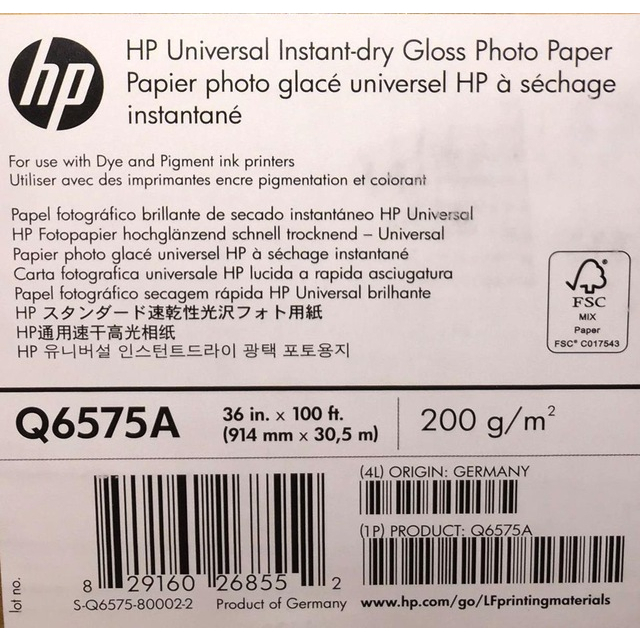 hp
HP Universal Instant-dry Gloss Photo Paper
Papier photo glacé universel HP à séchage
instantané
For use with Dye and Pigment ink printers
Utiliser avec des imprimantes encre pigmentation et colorant
Papel fotográfico brillante de secado instantáneo HP Universal
HP Fotopapier hochglänzend schnell trocknend – Universal
Papier photo glacé universel HP à séchage instantané
Carta fotografica universale HP lucida a rapida asciugatura
Papel fotográfico secagem rápida HP Universal brilhante
HP スタンダード速乾性光沢フォト用紙
HP通用速干高光相纸
HP 유니버설 인스턴트드라이 광택 포토용지
FSC
MIX
Paper
FSC® C017543
Q6575A
36 in. x 100 ft.
(914 mm x 30,5 m)
200 g/m²
(4L) ORIGIN: GERMANY
(1P) PRODUCT: Q6575A
8 29160 26855 2
lot no.
S-Q6575-80002-2 Product of Germany
www.hp.com/go/LFprintingmaterials